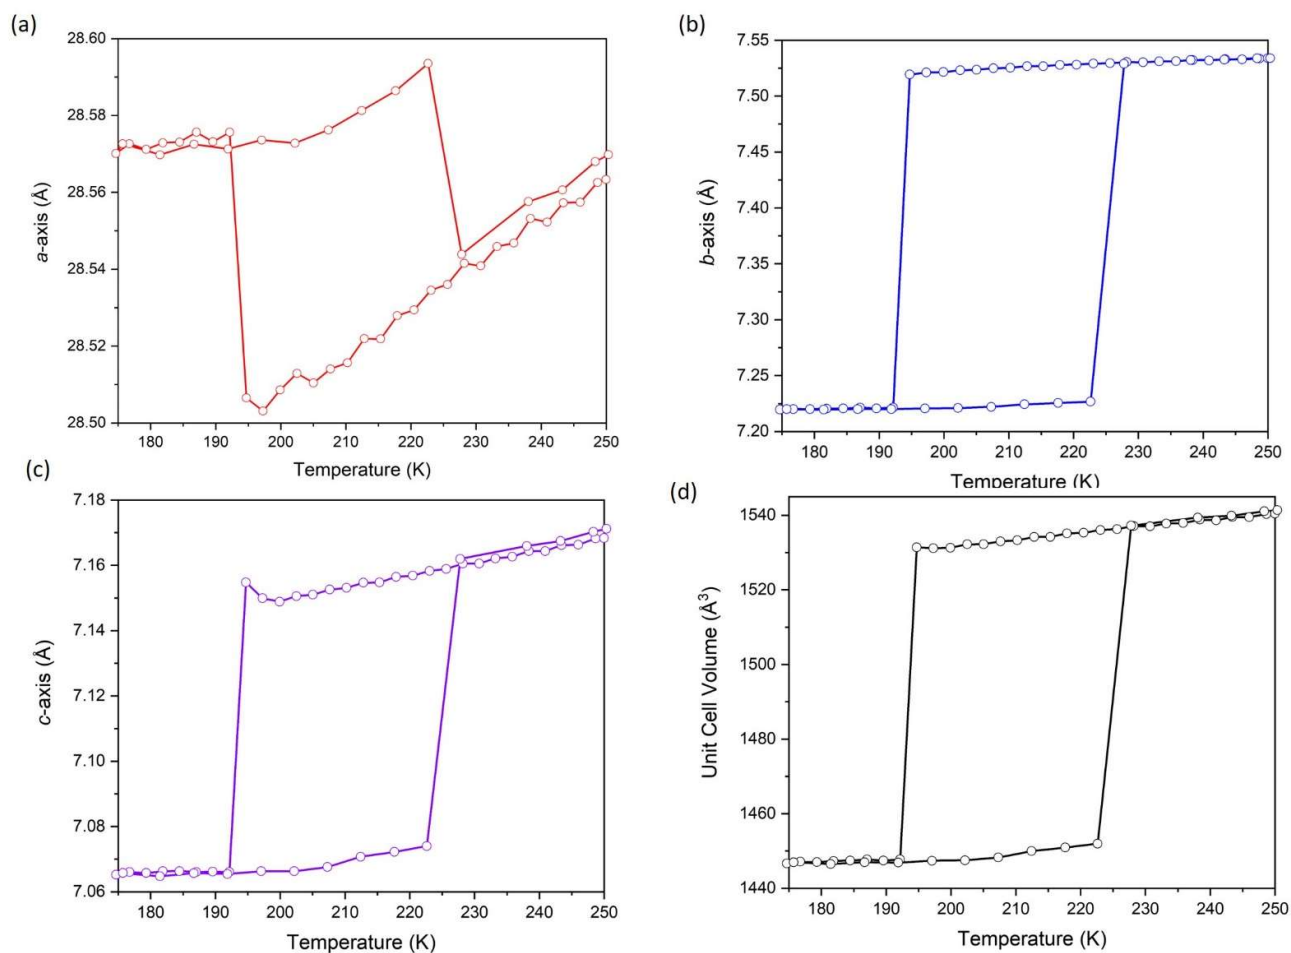 (a)
28.60
28.58
28.56
28.54
28.52
28.50
a-axis (Å)
180 190 200 210 220 230 240 250
Temperature (K)
(b)
7.55
7.50
7.45
7.40
7.35
7.30
7.25
7.20
b-axis (Å)
180 190 200 210 220 230 240 250
Temperature (K)
(c)
7.18
7.16
7.14
7.12
7.10
7.08
7.06
c-axis (Å)
180 190 200 210 220 230 240 250
Temperature (K)
(d)
1540
1520
1500
1480
1460
1440
Unit Cell Volume (Å³)
180 190 200 210 220 230 240 250
Temperature (K)